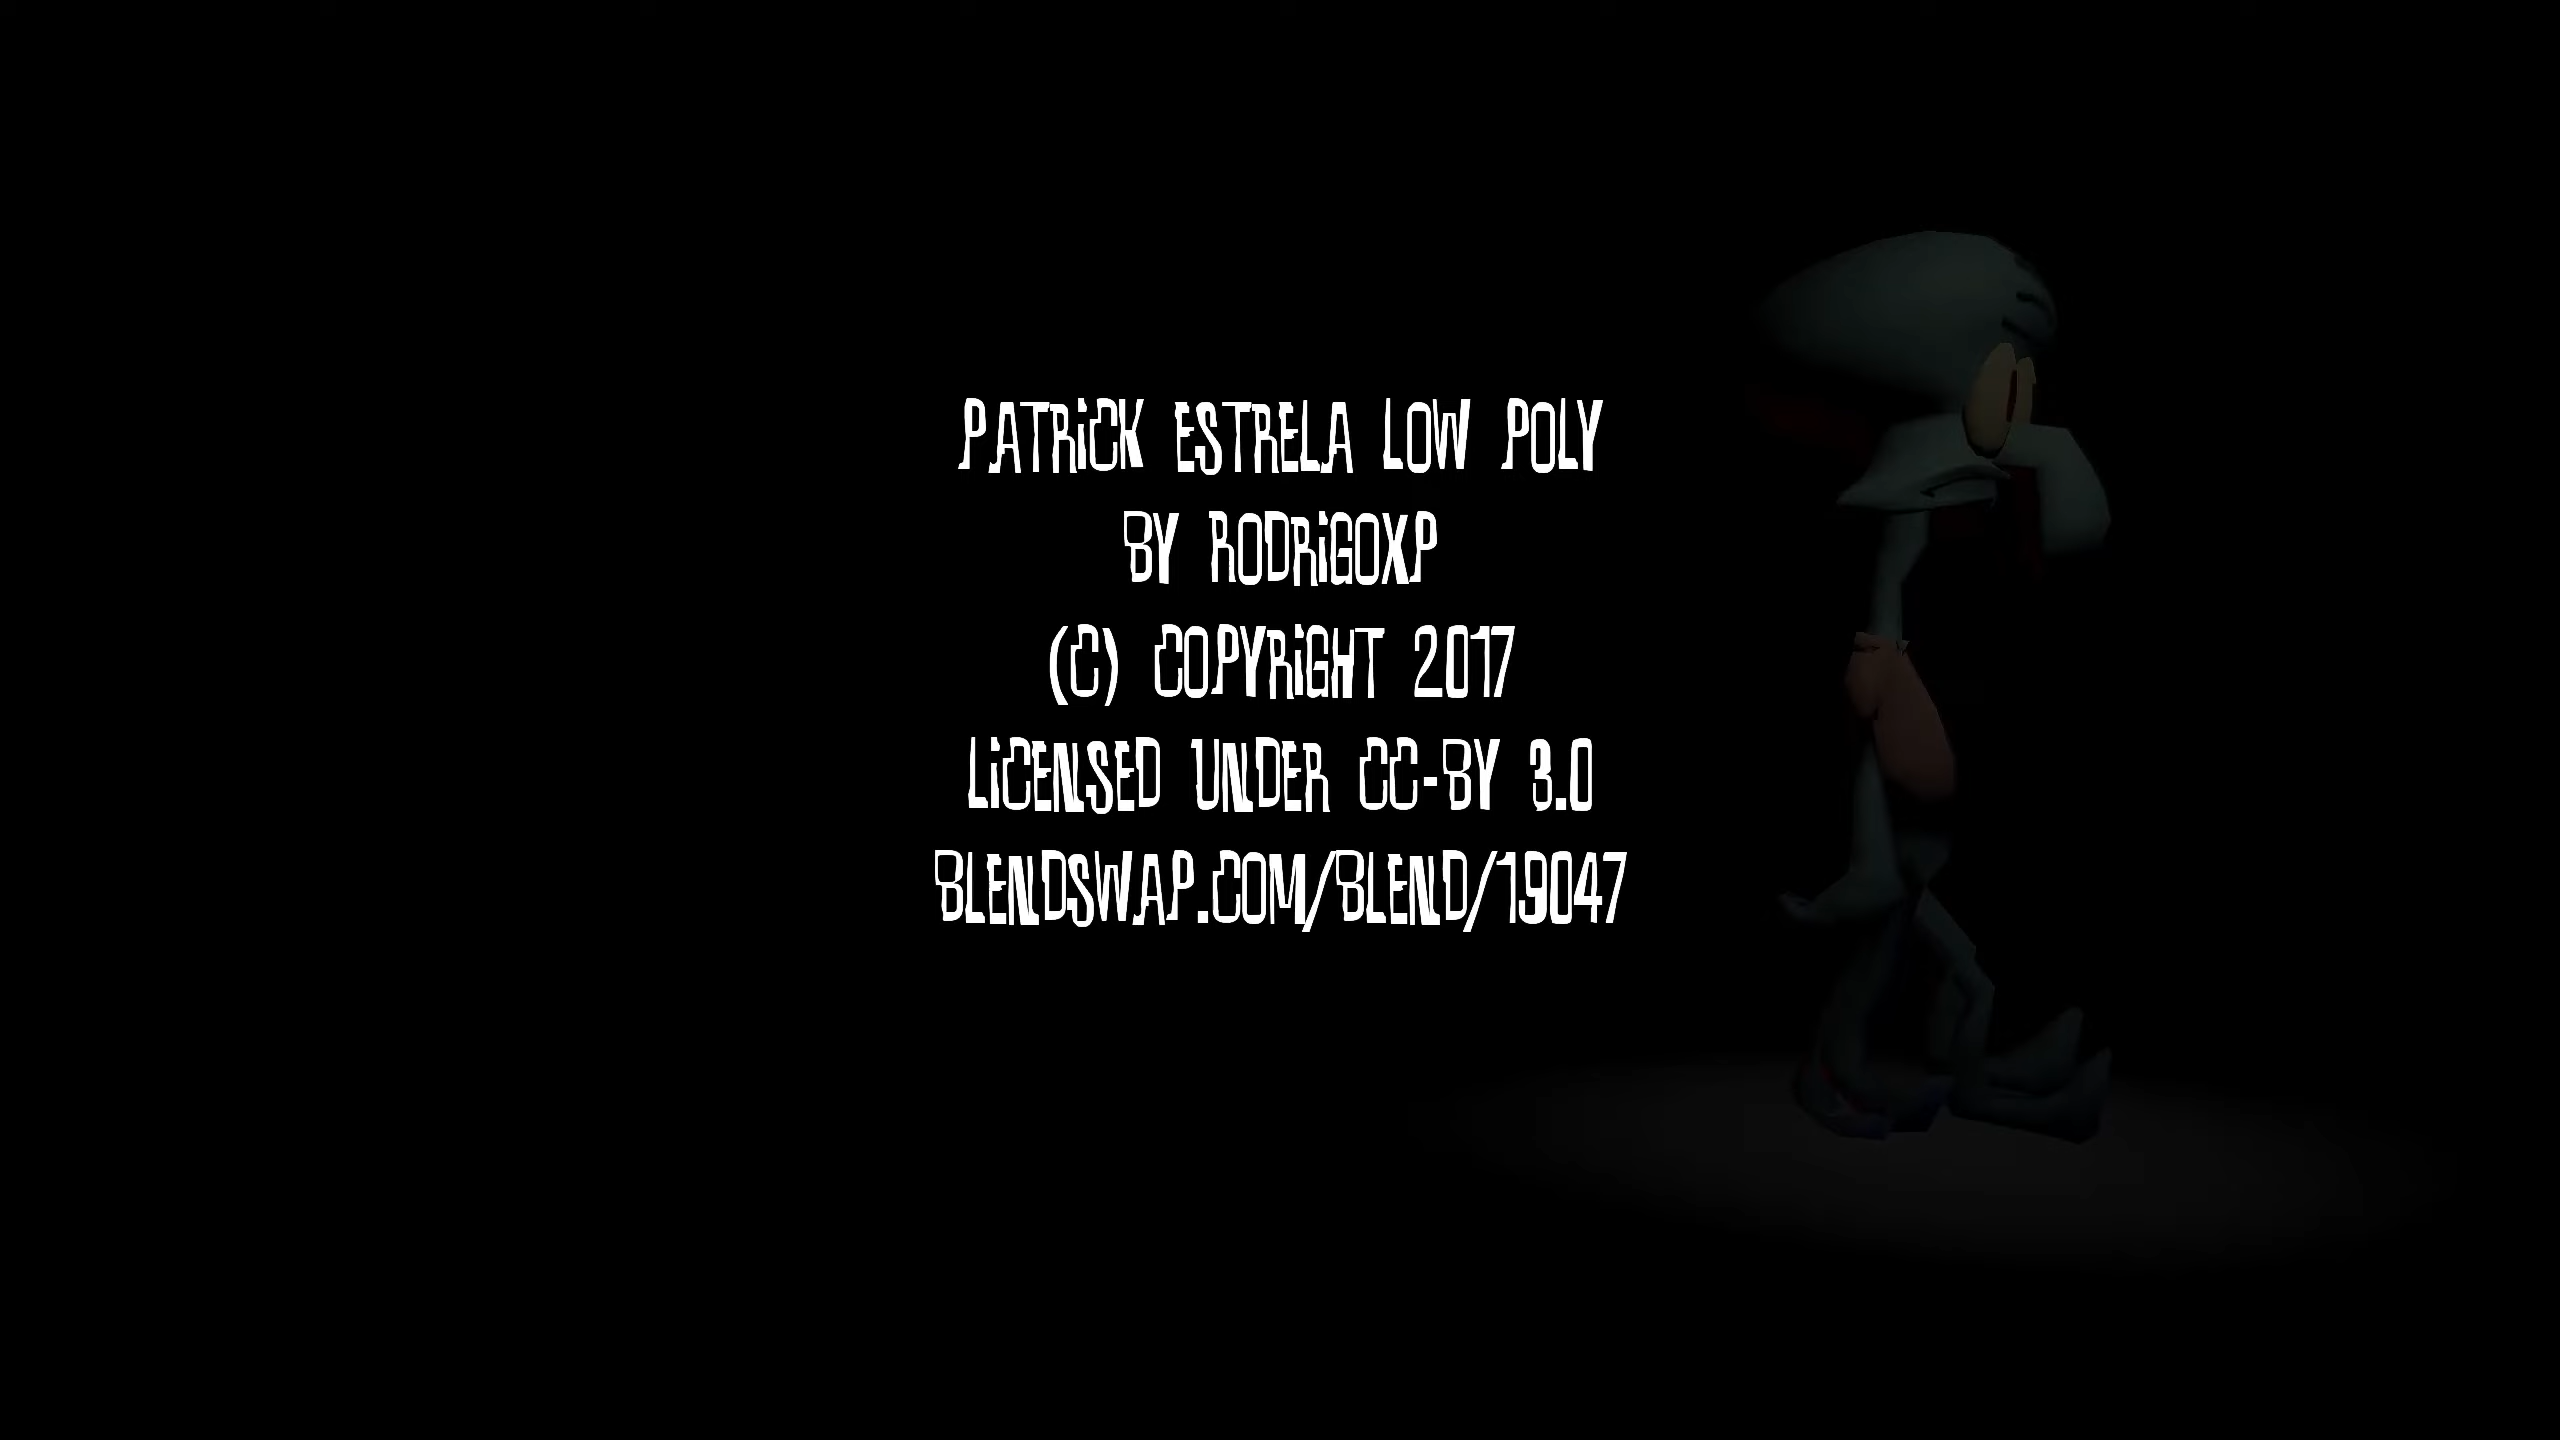 PATRiCK ESTRELA LOW POLY
BY RODRiGOXP
(C) COPYRiGHT 2017
LiCENSED UNDER CC-BY 3.0
BLENDSWAP.COM/BLEND/19047